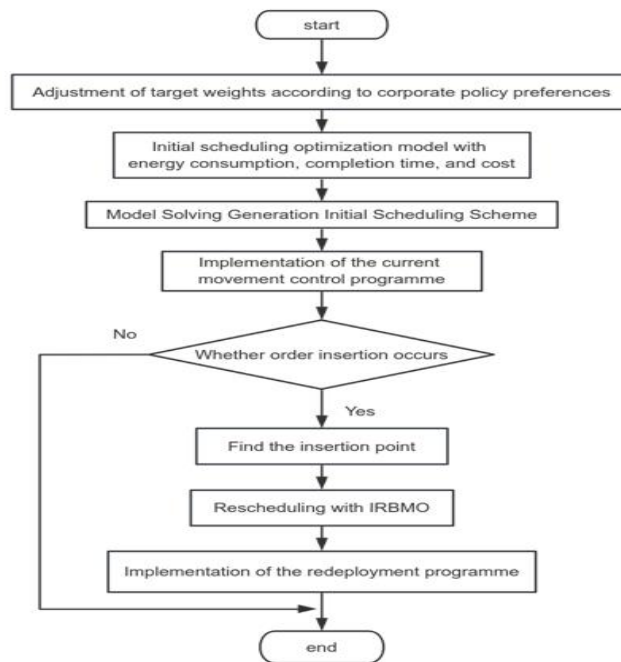 start
Adjustment of target weights according to corporate policy preferences
Initial scheduling optimization model with
energy consumption, completion time, and cost
Model Solving Generation Initial Scheduling Scheme
Implementation of the current
movement control programme
No
Whether order insertion occurs
Yes
Find the insertion point
Rescheduling with IRBMO
Implementation of the redeployment programme
end